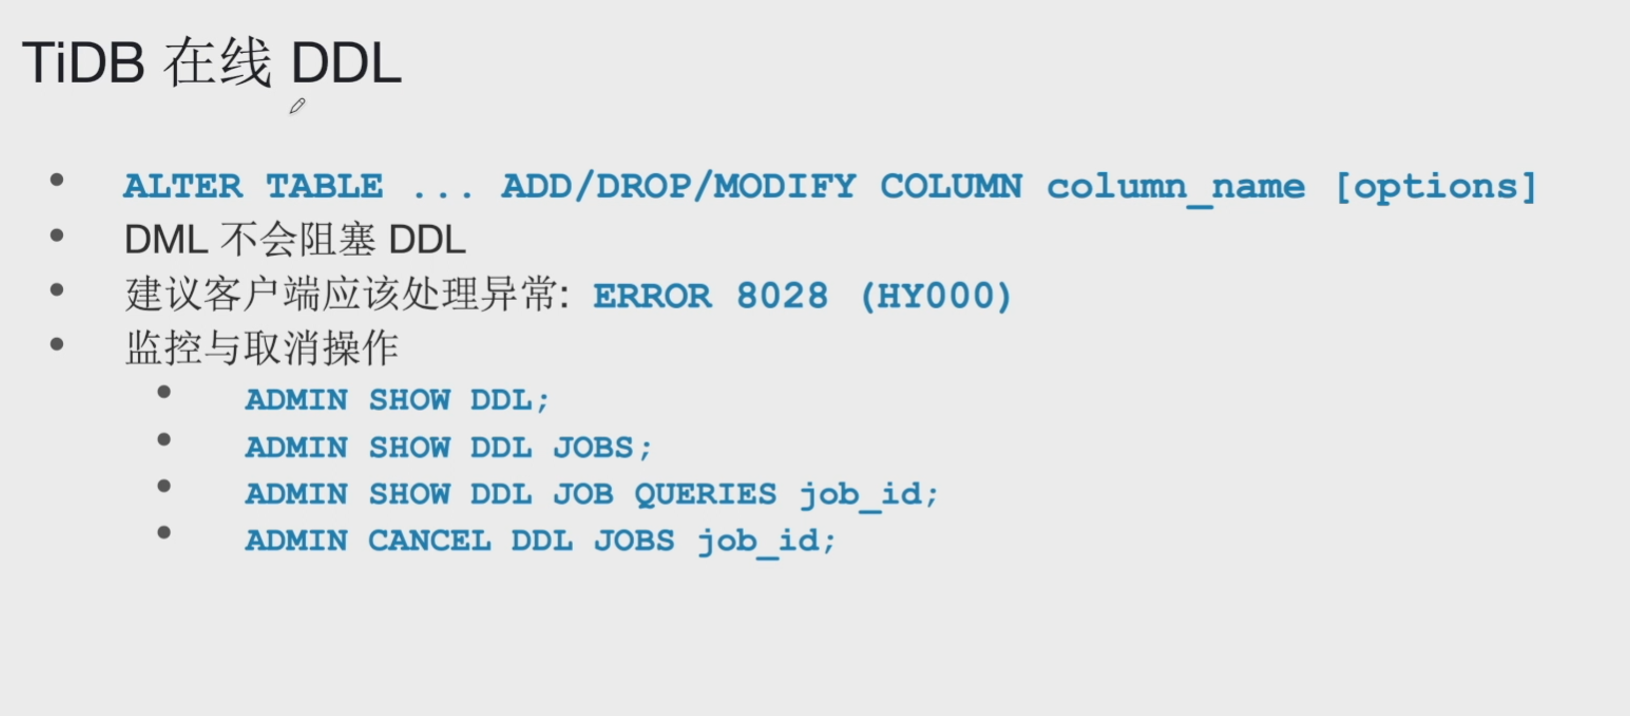 TiDB 在线 DDL
ALTER TABLE ... ADD/DROP/MODIFY COLUMN column_name [options]
DML 不会阻塞 DDL
建议客户端应该处理异常: ERROR 8028 (HY000)
监控与取消操作
ADMIN SHOW DDL;
ADMIN SHOW DDL JOBS;
ADMIN SHOW DDL JOB QUERIES job_id;
ADMIN CANCEL DDL JOBS job_id;